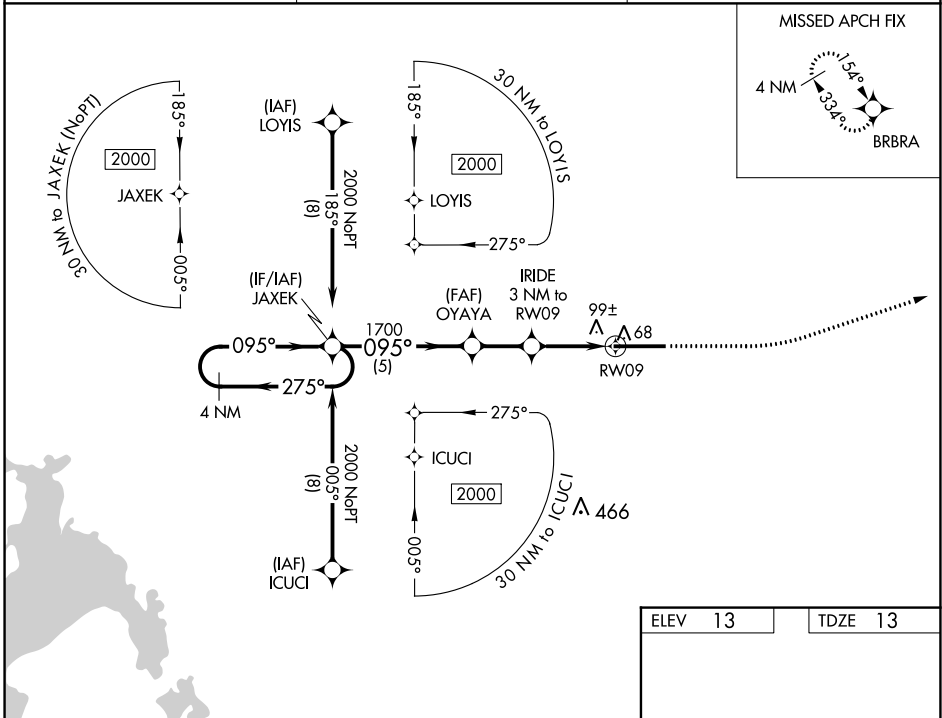 MISSED APCH FIX
4 NM
154°
334°
BRBRA
30 NM to JAXEK (NoPT)
185°
2000
JAXEK
005°
(IAF)
LOYIS
2000 NoPT
185°
(8)
30 NM to LOYIS
185°
2000
LOYIS
275°
(IF/IAF)
JAXEK
095°
275°
4 NM
1700
095°
(5)
(FAF)
OYAYA
IRIDE
3 NM to
RW09
99±
68
RW09
2000 NoPT
005°
(8)
(IAF)
ICUCI
275°
ICUCI
2000
005°
30 NM to ICUCI
466
ELEV 13
TDZE 13